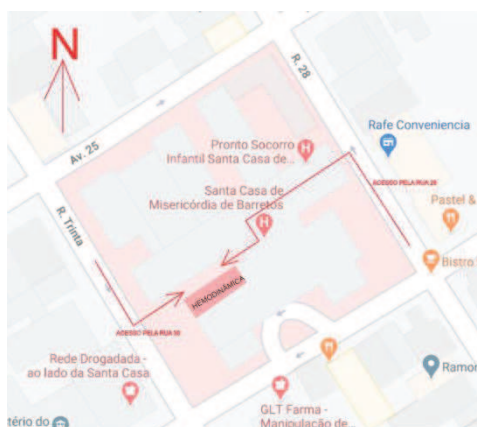 N
R. 28
Av. 25
Rafe Conveniencia
Pronto Socorro
Infantil Santa Casa de...
ACESSO PELA RUA 28
Santa Casa de
Misericórdia de Barretos
Pastel &
R. Trinta
Bistro
HEMODINÂMICA
ACESSO PELA RUA 30
Rede Drogadada -
ao lado da Santa Casa
Ramon
GLT Farma -
Manipulação de...
tério do